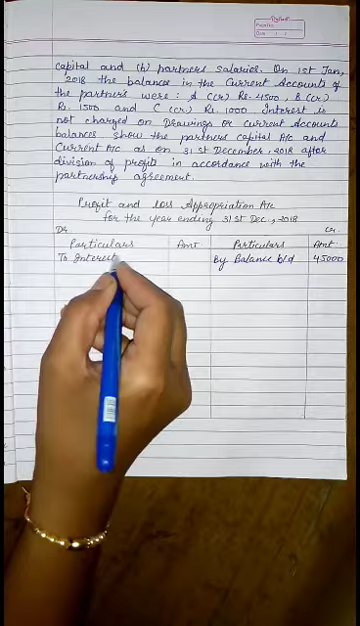 capital and (b) partners salaries. On 1st Jan,
2018 the balance in the Current Accounts of
the partners were : A (cr) Rs. 4500, B (cr)
Rs. 1500 and C (cr) Rs. 1000 Interest is
not charged on Drawings or Current Accounts
balances show the partners capital A/c and
Current A/c as on 31st December, 2018 after
division of profits in accordance with the
partnership agreement.
Profit and Loss Appropriation A/c
for the year ending 31st Dec., 2018
Dr. Cr.
Particulars Amt Particulars Amt.
To Interest By Balance b/d 45000